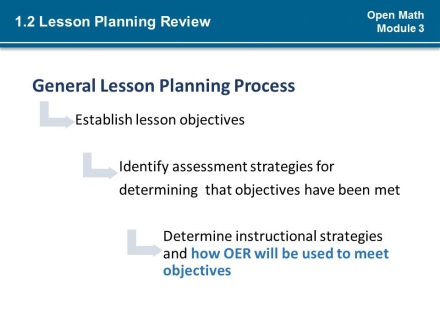 1.2 Lesson Planning Review
Open Math
Module 3
General Lesson Planning Process
Establish lesson objectives
Identify assessment strategies for
determining that objectives have been met
Determine instructional strategies
and how OER will be used to meet
objectives